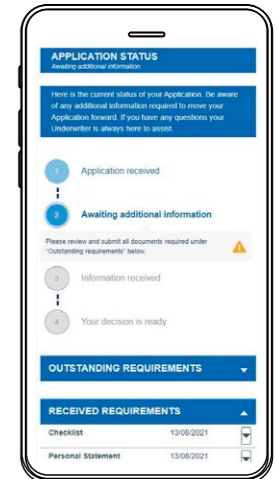 APPLICATION STATUS
Awaiting additional information
Here is the current status of your Application. Be aware
of any additional information required to move your
Application forward. If you have any questions your
Underwriter is always here to assist.
1 Application received
2 Awaiting additional information
Please review and submit all documents required under
"Outstanding requirements" below.
3 Information received
4 Your decision is ready
OUTSTANDING REQUIREMENTS
RECEIVED REQUIREMENTS
Checklist 13/08/2021
Personal Statement 13/08/2021